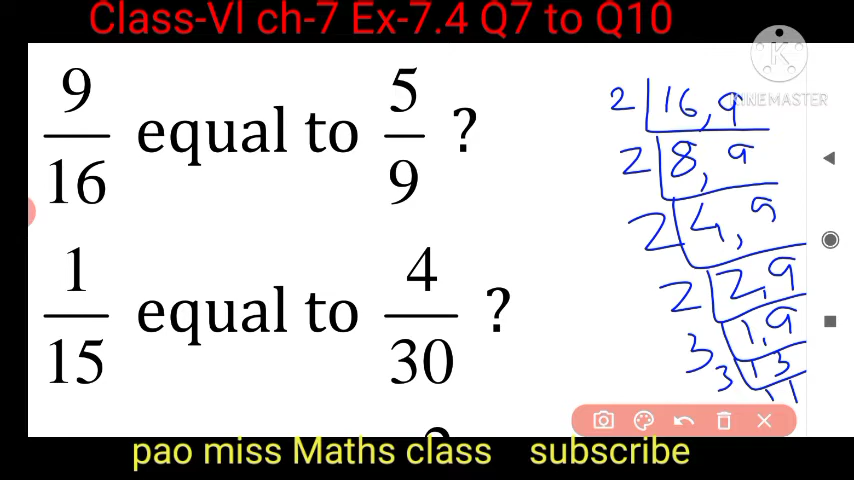 Class-VI ch-7 Ex-7.4 Q7 to Q10
9/16 equal to 5/9 ?
1/15 equal to 4/30 ?
2 | 16, 9
2 | 8, 9
2 | 4, 9
2 | 2, 9
3 | 1, 9
3 | 1 3
1 1
K
KINEMASTER
pao miss Maths class subscribe